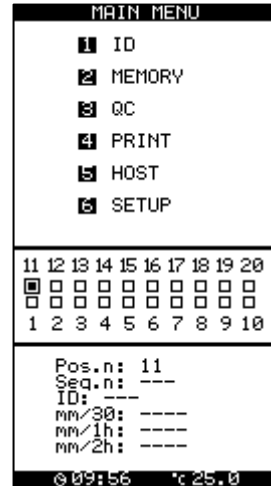 MAIN MENU
1 ID
2 MEMORY
3 QC
4 PRINT
5 HOST
6 SETUP
11 12 13 14 15 16 17 18 19 20
1 2 3 4 5 6 7 8 9 10
Pos.n: 11
Seq.n: ---
ID: ---
mm/30: ----
mm/1h: ----
mm/2h: ----
09:56 °C 25.0